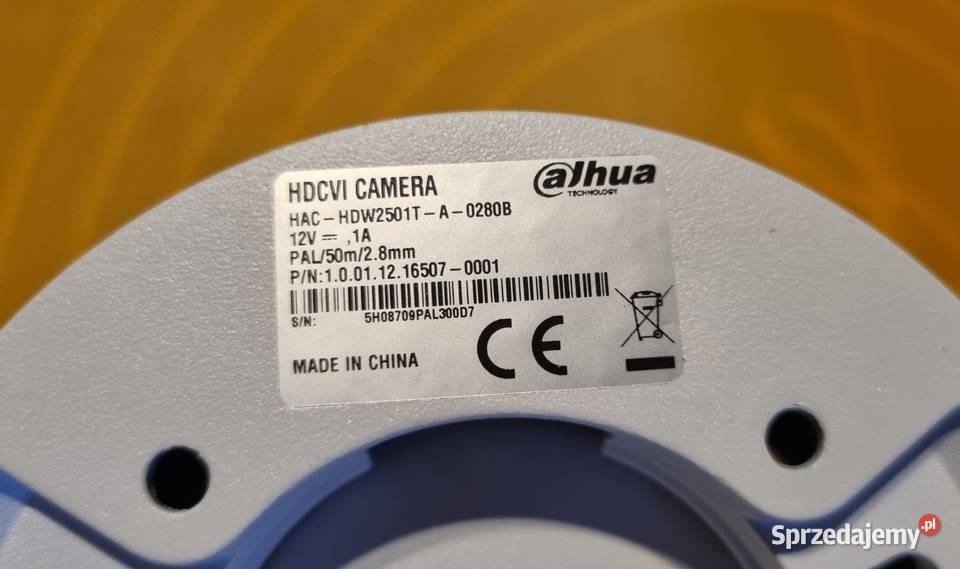 HDCVI CAMERA
alhua
TECHNOLOGY
HAC-HDW2501T-A-0280B
12V ⎓ ,1A
PAL/50m/2.8mm
P/N:1.0.01.12.16507-0001
S/N: 5H08709PAL300D7
MADE IN CHINA
CE
Sprzedajemy.pl